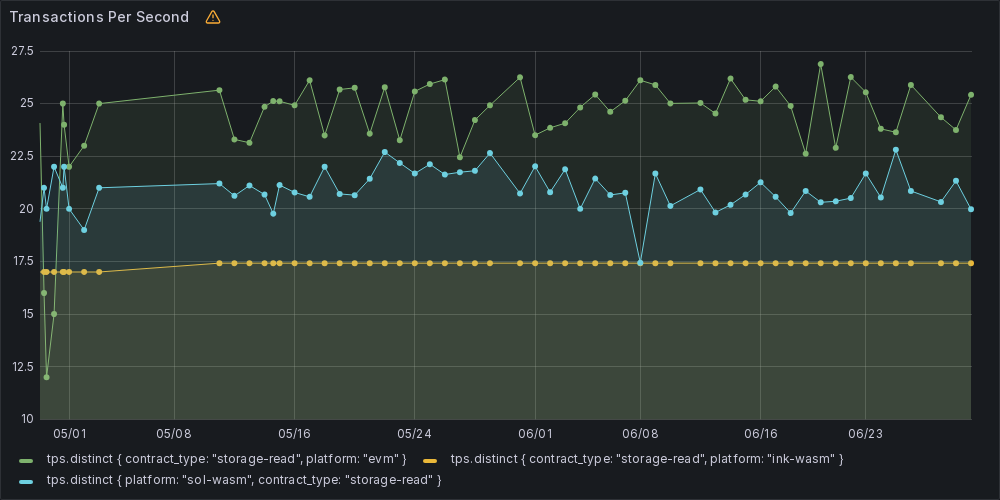 Transactions Per Second
27.5
25
22.5
20
17.5
15
12.5
10
05/01 05/08 05/16 05/24 06/01 06/08 06/16 06/23
tps.distinct { contract_type: "storage-read", platform: "evm" } tps.distinct { contract_type: "storage-read", platform: "ink-wasm" }
tps.distinct { platform: "sol-wasm", contract_type: "storage-read" }